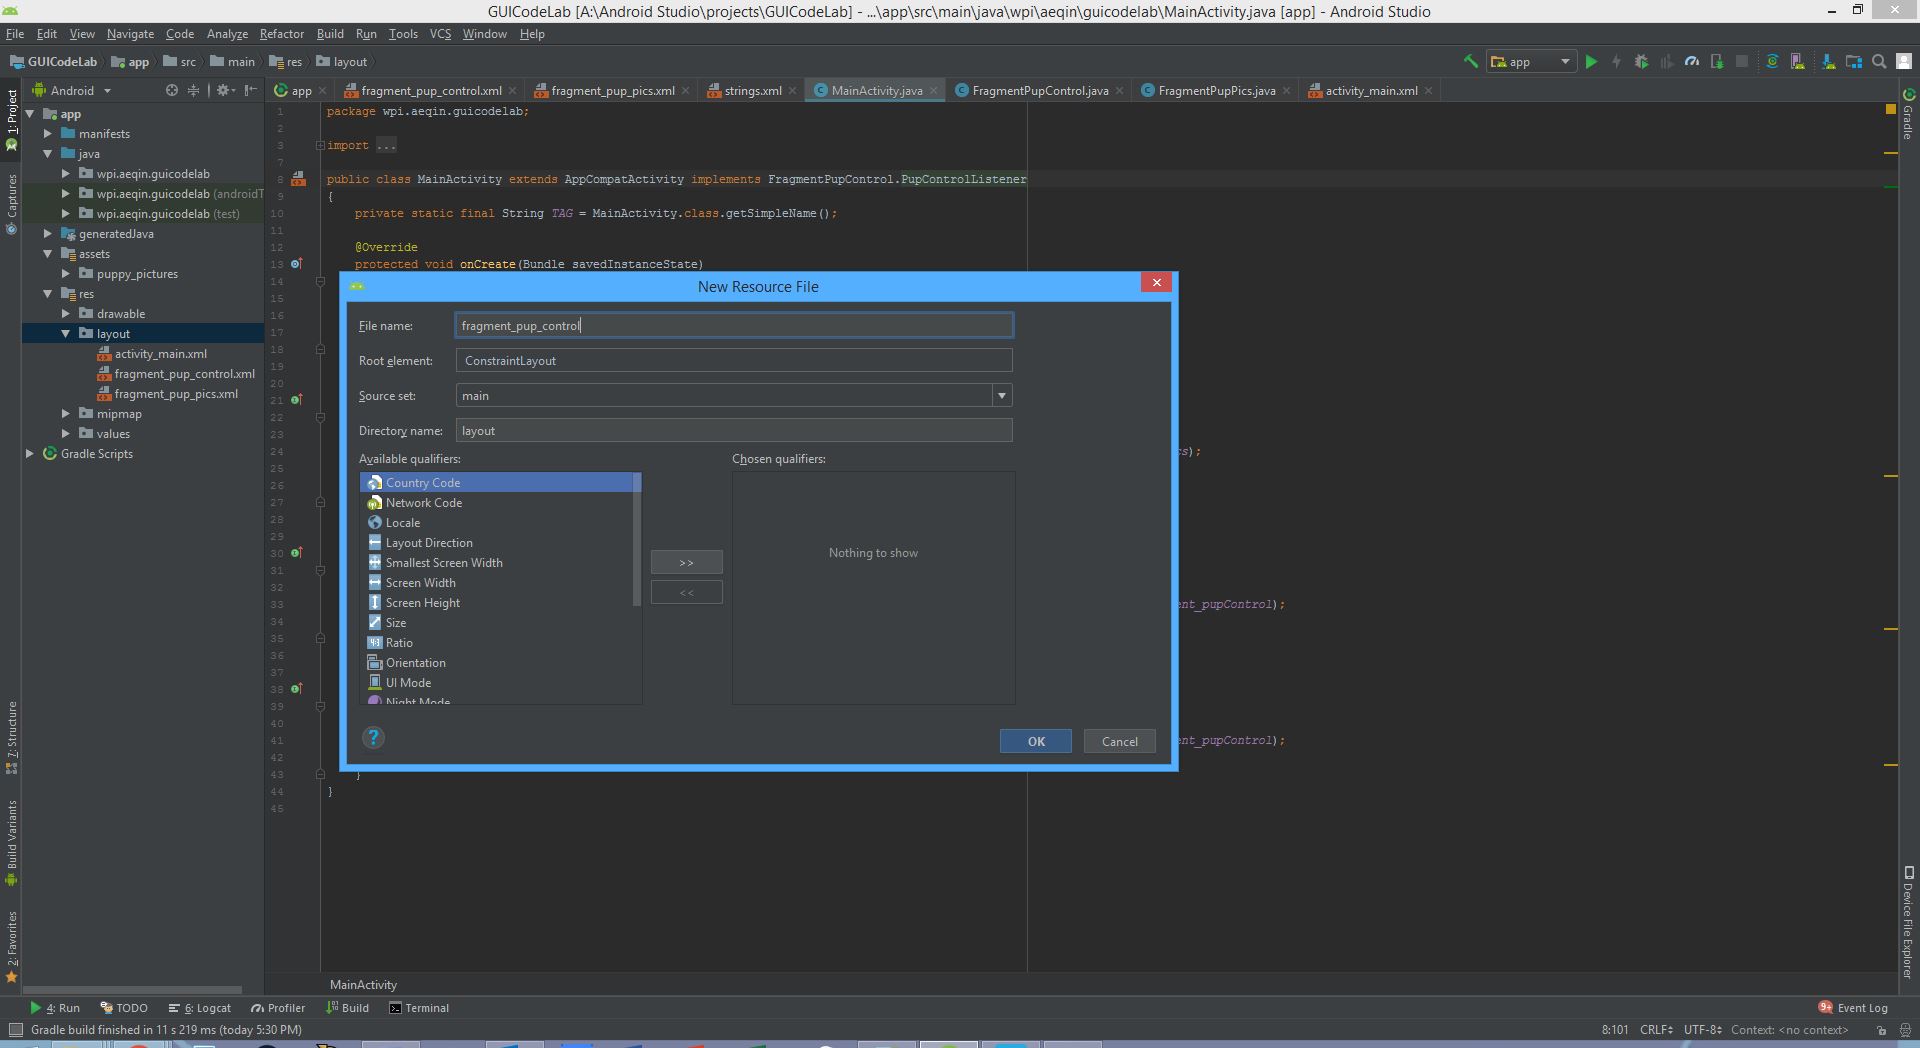 GUICodeLab [A:\Android Studio\projects\GUICodeLab] - ...\app\src\main\java\wpi\aeqin\guicodelab\MainActivity.java [app] - Android Studio
File Edit View Navigate Code Analyze Refactor Build Run Tools VCS Window Help
GUICodeLab app src main res layout
app
Android
app
fragment_pup_control.xml
fragment_pup_pics.xml
strings.xml
MainActivity.java
FragmentPupControl.java
FragmentPupPics.java
activity_main.xml
1: Project
Captures
7: Structure
Build Variants
2: Favorites
app
manifests
java
wpi.aeqin.guicodelab
wpi.aeqin.guicodelab (androidT
wpi.aeqin.guicodelab (test)
generatedJava
assets
puppy_pictures
res
drawable
layout
activity_main.xml
fragment_pup_control.xml
fragment_pup_pics.xml
mipmap
values
Gradle Scripts
1 package wpi.aeqin.guicodelab;
2
3 import ...
7
8 public class MainActivity extends AppCompatActivity implements FragmentPupControl.PupControlListener
9 {
10 private static final String TAG = MainActivity.class.getSimpleName();
11
12 @Override
13 protected void onCreate(Bundle savedInstanceState)
14
15
16
17
18
19
20
21
22
23
24 cs);
25
26
27
28
29
30
31
32
33 ent_pupControl);
34
35
36
37
38
39
40
41 ent_pupControl);
42
43 }
44 }
45
New Resource File
File name: fragment_pup_control
Root element: ConstraintLayout
Source set: main
Directory name: layout
Available qualifiers:
Chosen qualifiers:
Country Code
Network Code
Locale
Layout Direction
Smallest Screen Width
Screen Width
Screen Height
Size
Ratio
Orientation
UI Mode
Night Mode
>>
<<
Nothing to show
?
OK Cancel
Gradle
Device File Explorer
MainActivity
4: Run TODO 6: Logcat Profiler Build Terminal
9+ Event Log
Gradle build finished in 11 s 219 ms (today 5:30 PM)
8:101 CRLF UTF-8 Context: <no context>